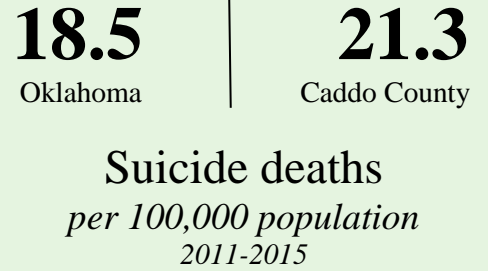 18.5 21.3
Oklahoma Caddo County
Suicide deaths
per 100,000 population
2011-2015